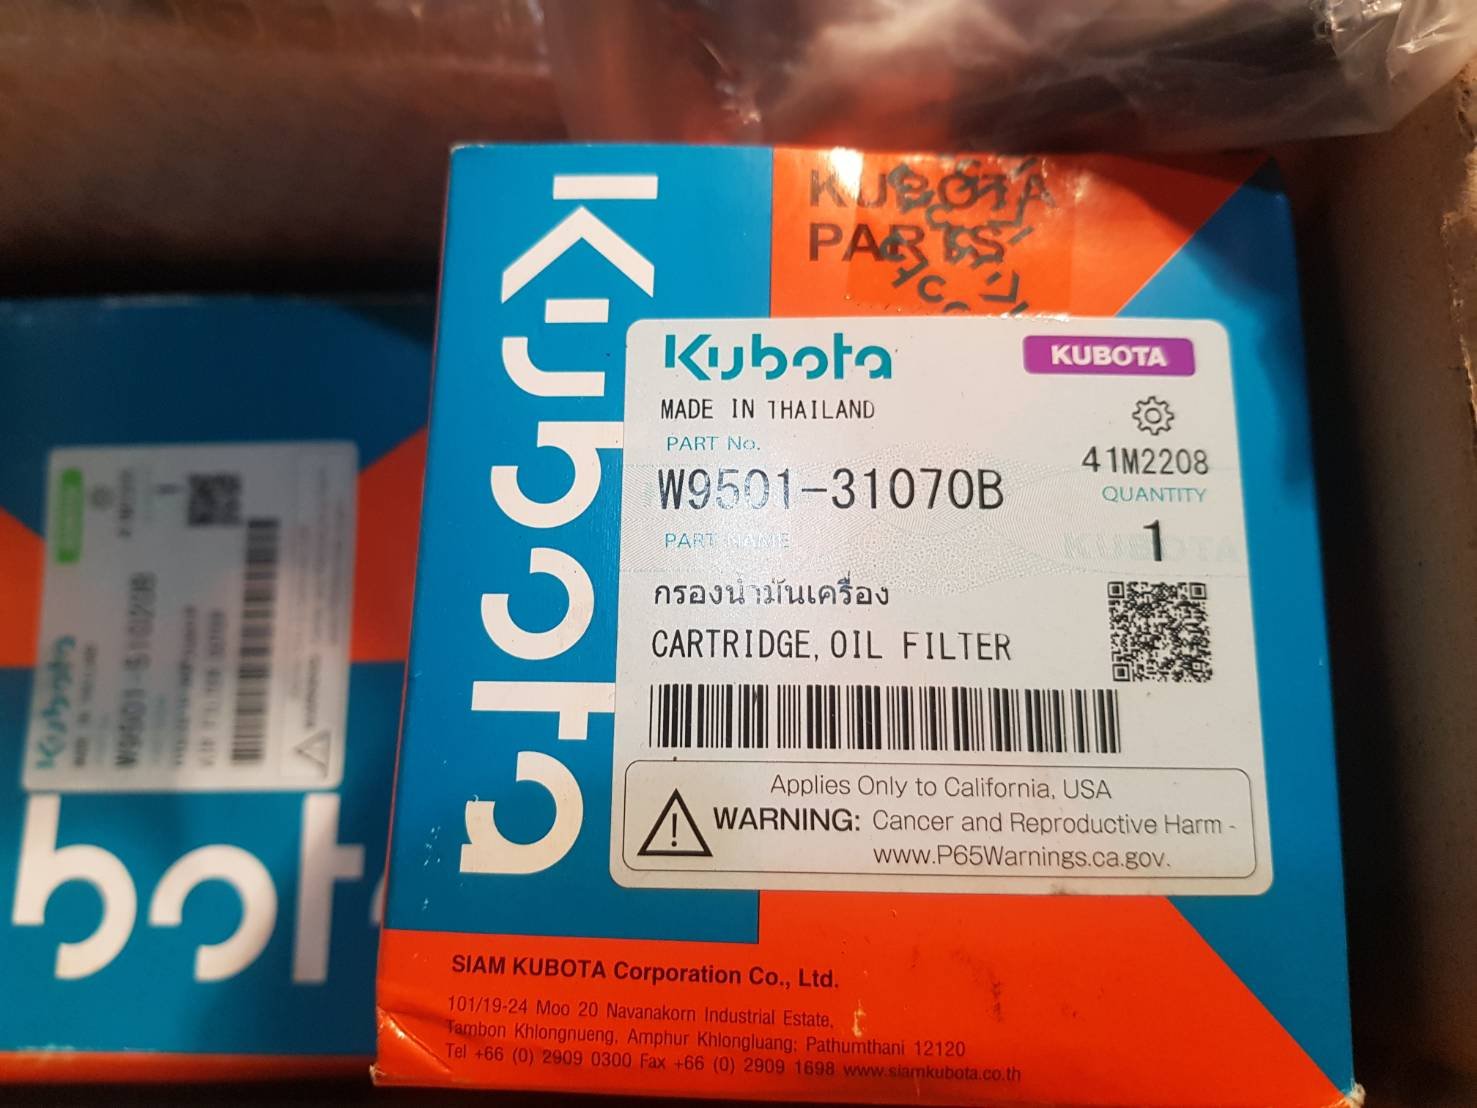 Kubota
KUBOTA
PARTS
Kubota
KUBOTA
MADE IN THAILAND
PART No.
W9501-31070B
41M2208
QUANTITY
1
PART NAME
กรองน้ำมันเครื่อง
CARTRIDGE, OIL FILTER
Applies Only to California, USA
WARNING: Cancer and Reproductive Harm -
www.P65Warnings.ca.gov.
SIAM KUBOTA Corporation Co., Ltd.
101/19-24 Moo 20 Navanakorn Industrial Estate,
Tambon Khlongnueng, Amphur Khlongluang; Pathumthani 12120
Tel +66 (0) 2909 0300 Fax +66 (0) 2909 1698 www.siamkubota.co.th
Kubota
KUBOTA
bot